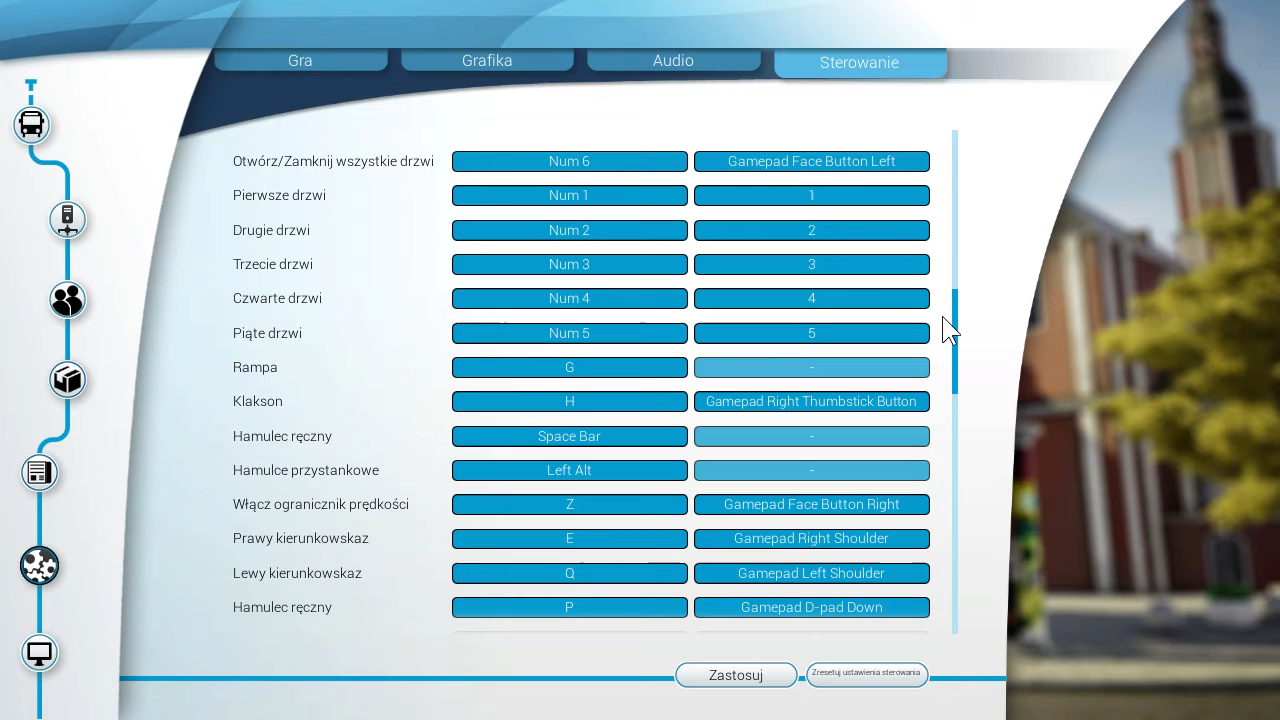 Gra Grafika Audio Sterowanie
Otwórz/Zamknij wszystkie drzwi Num 6 Gamepad Face Button Left
Pierwsze drzwi Num 1 1
Drugie drzwi Num 2 2
Trzecie drzwi Num 3 3
Czwarte drzwi Num 4 4
Piąte drzwi Num 5 5
Rampa G -
Klakson H Gamepad Right Thumbstick Button
Hamulec ręczny Space Bar -
Hamulce przystankowe Left Alt -
Włącz ogranicznik prędkości Z Gamepad Face Button Right
Prawy kierunkowskaz E Gamepad Right Shoulder
Lewy kierunkowskaz Q Gamepad Left Shoulder
Hamulec ręczny P Gamepad D-pad Down
Zastosuj Zresetuj ustawienia sterowania